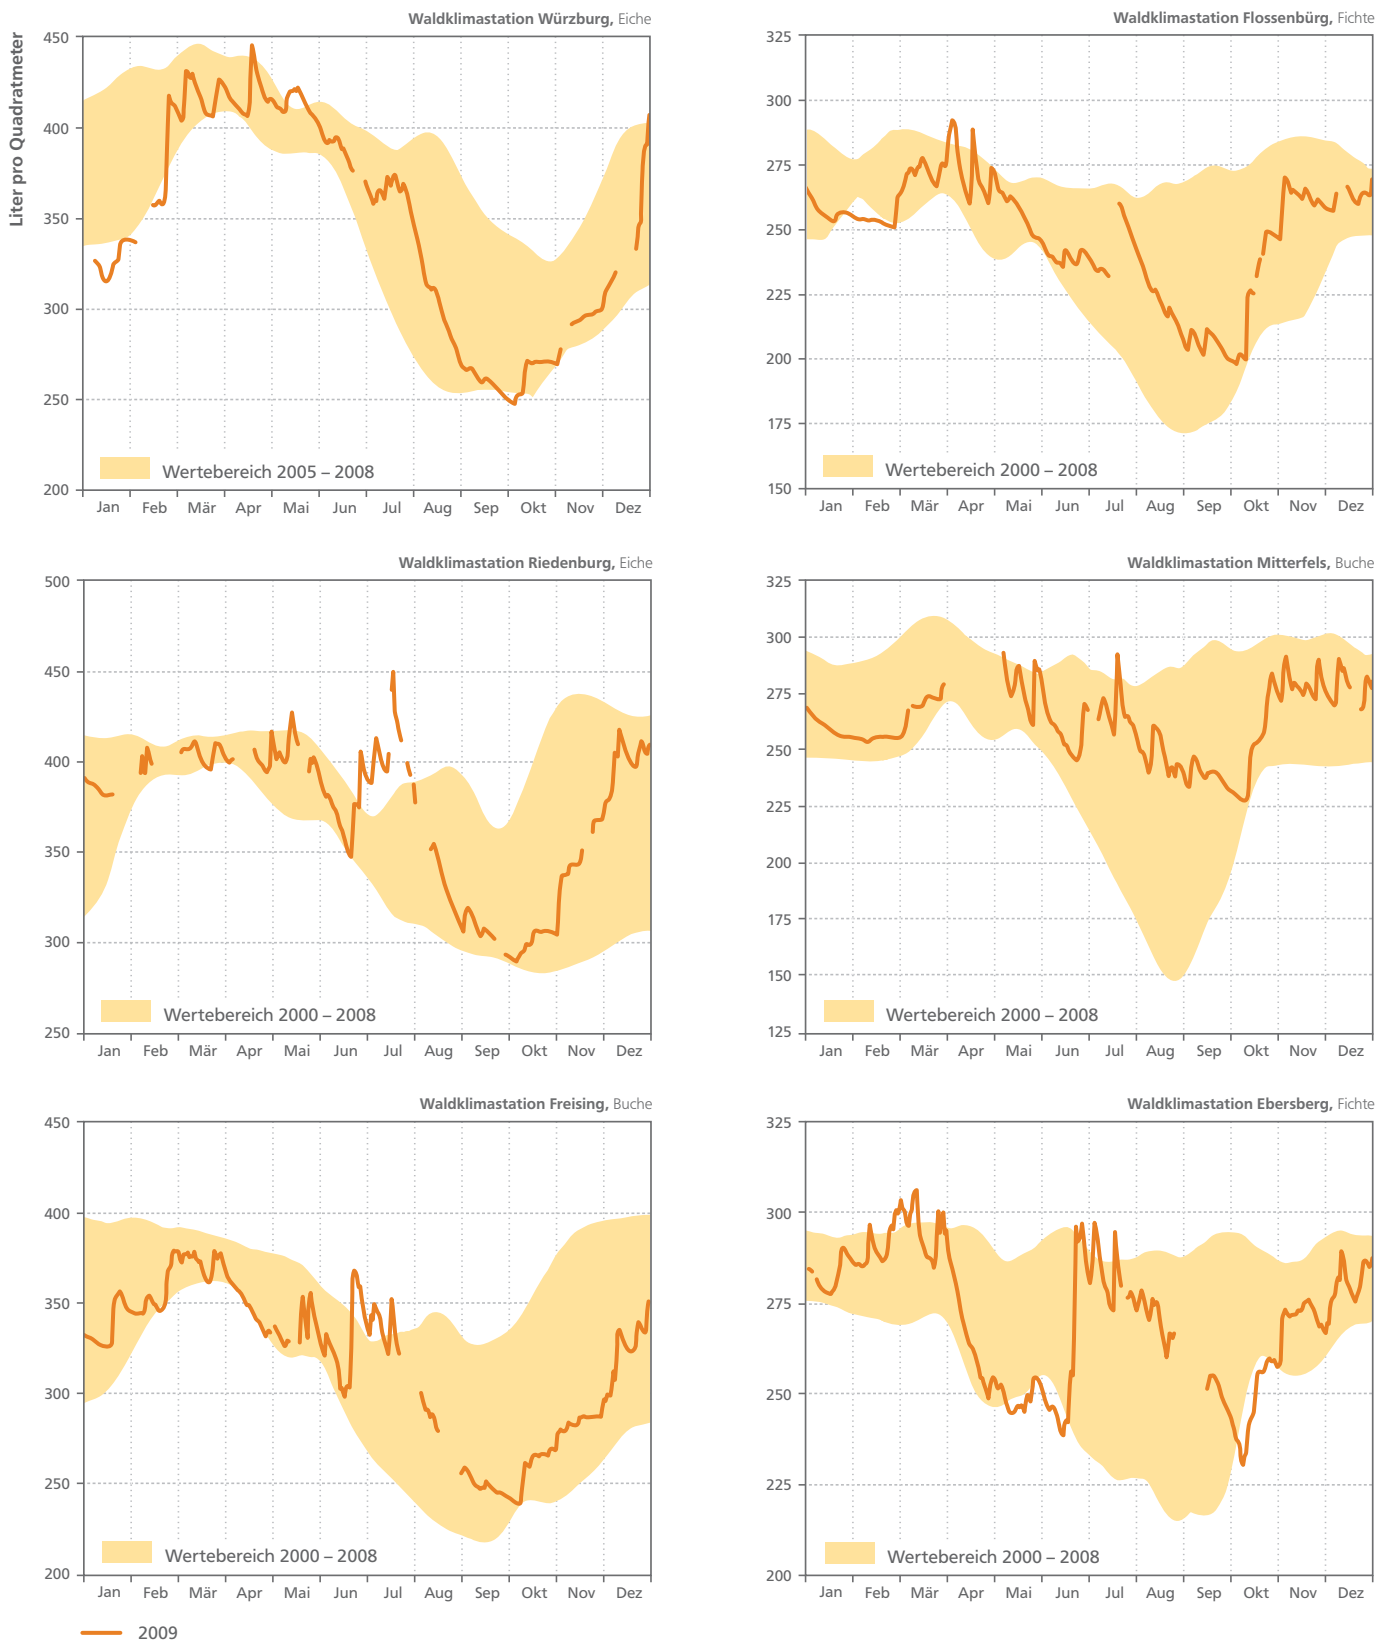 Liter pro Quadratmeter
Waldklimastation Würzburg, Eiche
450
400
350
300
250
200
Wertebereich 2005 – 2008
Jan Feb Mär Apr Mai Jun Jul Aug Sep Okt Nov Dez
Waldklimastation Flossenbürg, Fichte
325
300
275
250
225
200
175
150
Wertebereich 2000 – 2008
Jan Feb Mär Apr Mai Jun Jul Aug Sep Okt Nov Dez
Waldklimastation Riedenburg, Eiche
500
450
400
350
300
250
Wertebereich 2000 – 2008
Jan Feb Mär Apr Mai Jun Jul Aug Sep Okt Nov Dez
Waldklimastation Mitterfels, Buche
325
300
275
250
225
200
175
150
125
Wertebereich 2000 – 2008
Jan Feb Mär Apr Mai Jun Jul Aug Sep Okt Nov Dez
Waldklimastation Freising, Buche
450
400
350
300
250
200
Wertebereich 2000 – 2008
Jan Feb Mär Apr Mai Jun Jul Aug Sep Okt Nov Dez
Waldklimastation Ebersberg, Fichte
325
300
275
250
225
200
Wertebereich 2000 – 2008
Jan Feb Mär Apr Mai Jun Jul Aug Sep Okt Nov Dez
2009